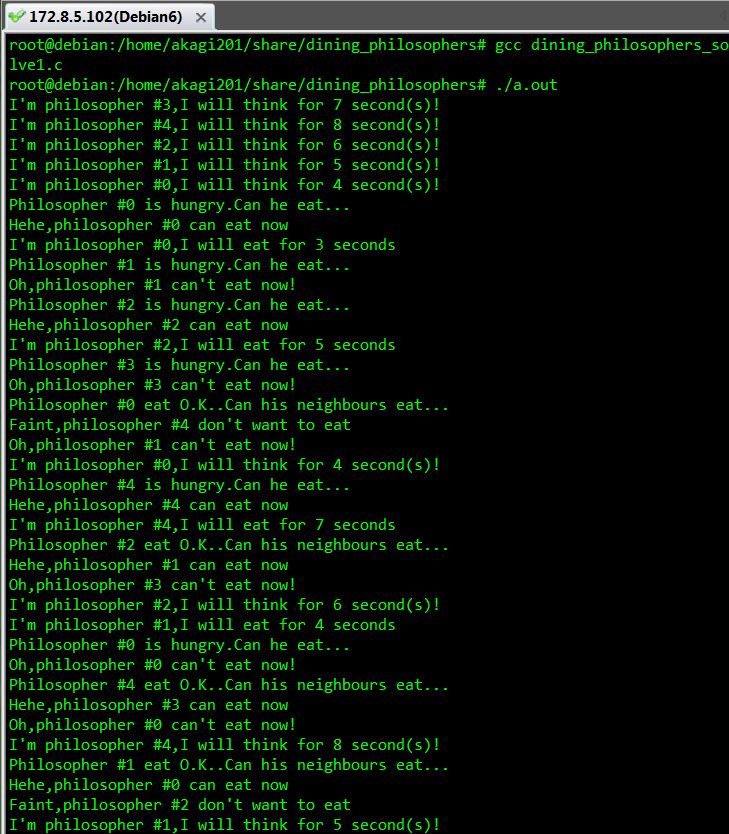 172.8.5.102(Debian6)
root@debian:/home/akagi201/share/dining_philosophers# gcc dining_philosophers_so
lve1.c
root@debian:/home/akagi201/share/dining_philosophers# ./a.out
I'm philosopher #3,I will think for 7 second(s)!
I'm philosopher #4,I will think for 8 second(s)!
I'm philosopher #2,I will think for 6 second(s)!
I'm philosopher #1,I will think for 5 second(s)!
I'm philosopher #0,I will think for 4 second(s)!
Philosopher #0 is hungry.Can he eat...
Hehe,philosopher #0 can eat now
I'm philosopher #0,I will eat for 3 seconds
Philosopher #1 is hungry.Can he eat...
Oh,philosopher #1 can't eat now!
Philosopher #2 is hungry.Can he eat...
Hehe,philosopher #2 can eat now
I'm philosopher #2,I will eat for 5 seconds
Philosopher #3 is hungry.Can he eat...
Oh,philosopher #3 can't eat now!
Philosopher #0 eat O.K..Can his neighbours eat...
Faint,philosopher #4 don't want to eat
Oh,philosopher #1 can't eat now!
I'm philosopher #0,I will think for 4 second(s)!
Philosopher #4 is hungry.Can he eat...
Hehe,philosopher #4 can eat now
I'm philosopher #4,I will eat for 7 seconds
Philosopher #2 eat O.K..Can his neighbours eat...
Hehe,philosopher #1 can eat now
Oh,philosopher #3 can't eat now!
I'm philosopher #2,I will think for 6 second(s)!
I'm philosopher #1,I will eat for 4 seconds
Philosopher #0 is hungry.Can he eat...
Oh,philosopher #0 can't eat now!
Philosopher #4 eat O.K..Can his neighbours eat...
Hehe,philosopher #3 can eat now
Oh,philosopher #0 can't eat now!
I'm philosopher #4,I will think for 8 second(s)!
Philosopher #1 eat O.K..Can his neighbours eat...
Hehe,philosopher #0 can eat now
Faint,philosopher #2 don't want to eat
I'm philosopher #1,I will think for 5 second(s)!